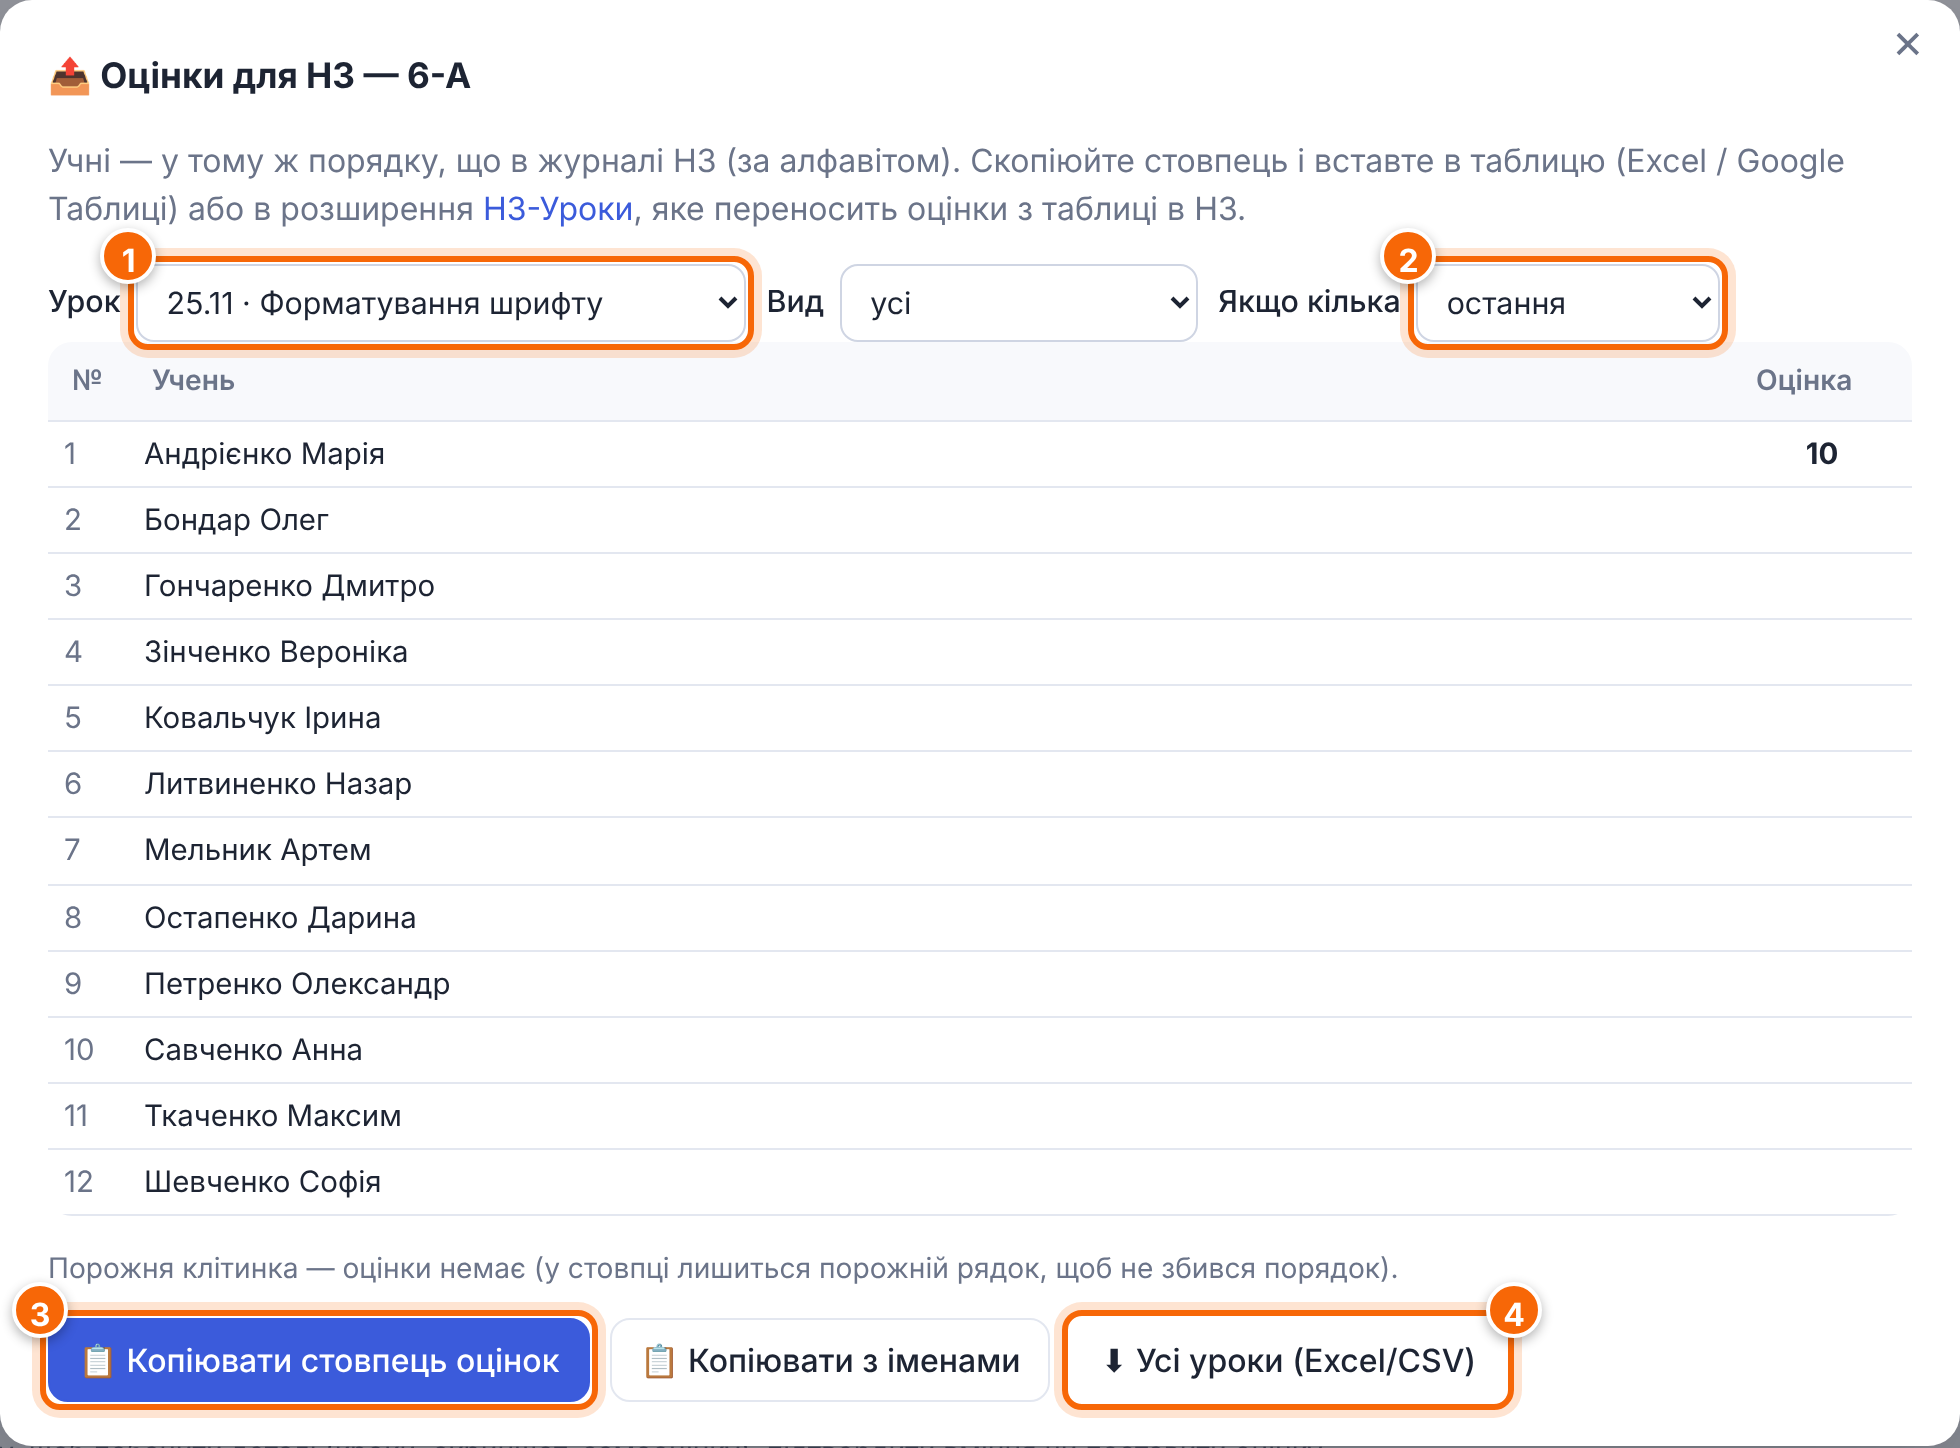 Оцінки для НЗ — 6-А
Учні — у тому ж порядку, що в журналі НЗ (за алфавітом). Скопіюйте стовпець і вставте в таблицю (Excel / Google
Таблиці) або в розширення НЗ-Уроки, яке переносить оцінки з таблиці в НЗ.
1 2
Урок 25.11 · Форматування шрифту Вид усі Якщо кілька остання
№ Учень Оцінка
1 Андрієнко Марія 10
2 Бондар Олег
3 Гончаренко Дмитро
4 Зінченко Вероніка
5 Ковальчук Ірина
6 Литвиненко Назар
7 Мельник Артем
8 Остапенко Дарина
9 Петренко Олександр
10 Савченко Анна
11 Ткаченко Максим
12 Шевченко Софія
Порожня клітинка — оцінки немає (у стовпці лишиться порожній рядок, щоб не збився порядок).
3 4
Копіювати стовпець оцінок Копіювати з іменами Усі уроки (Excel/CSV)